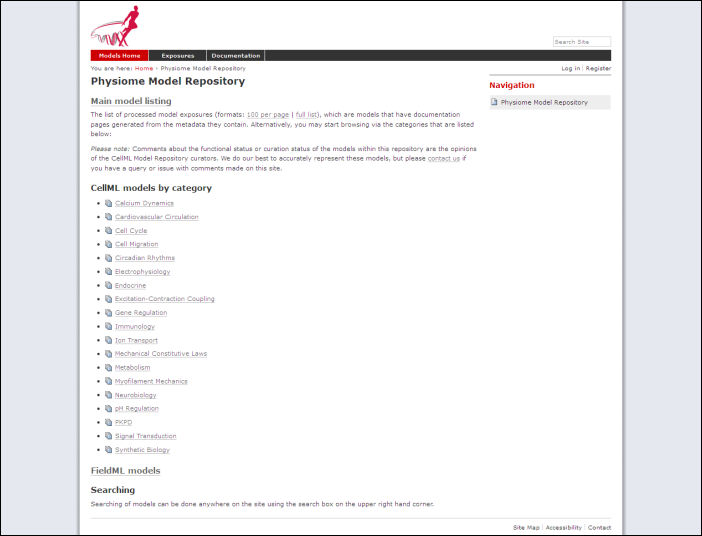 Search Site
Models Home Exposures Documentation
You are here: Home › Physiome Model Repository
Log in Register
Physiome Model Repository
Main model listing
The list of processed model exposures (formats: 100 per page | full list), which are models that have documentation
pages generated from the metadata they contain. Alternatively, you may start browsing via the categories that are listed
below:
Please note: Comments about the functional status or curation status of the models within this repository are the opinions
of the CellML Model Repository curators. We do our best to accurately represent these models, but please contact us if
you have a query or issue with comments made on this site.
CellML models by category
Calcium Dynamics
Cardiovascular Circulation
Cell Cycle
Cell Migration
Circadian Rhythms
Electrophysiology
Endocrine
Excitation-Contraction Coupling
Gene Regulation
Immunology
Ion Transport
Mechanical Constitutive Laws
Metabolism
Myofilament Mechanics
Neurobiology
pH Regulation
PKPD
Signal Transduction
Synthetic Biology
FieldML models
Searching
Searching of models can be done anywhere on the site using the search box on the upper right hand corner.
Navigation
Physiome Model Repository
Site Map Accessibility Contact